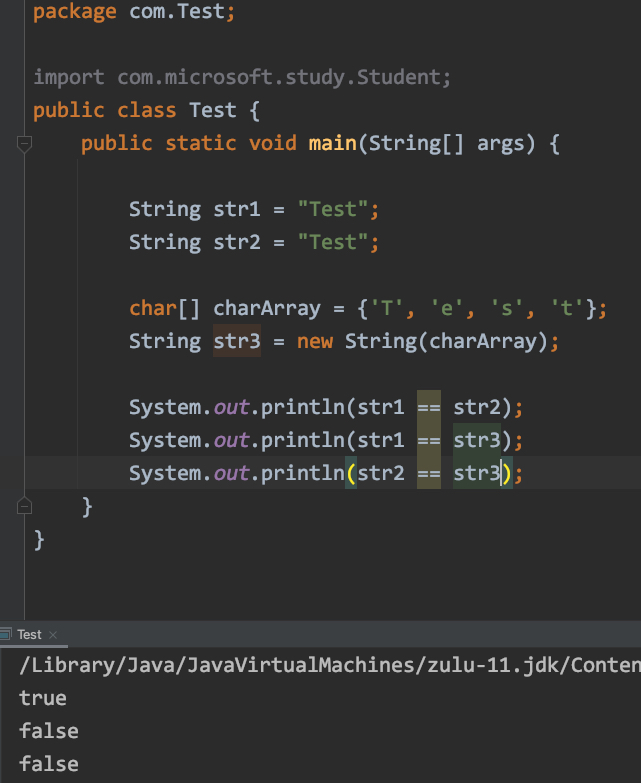 package com.Test;
import com.microsoft.study.Student;
public class Test {
public static void main(String[] args) {
String str1 = "Test";
String str2 = "Test";
char[] charArray = {'T', 'e', 's', 't'};
String str3 = new String(charArray);
System.out.println(str1 == str2);
System.out.println(str1 == str3);
System.out.println(str2 == str3);
}
}
Test ×
/Library/Java/JavaVirtualMachines/zulu-11.jdk/Conten
true
false
false